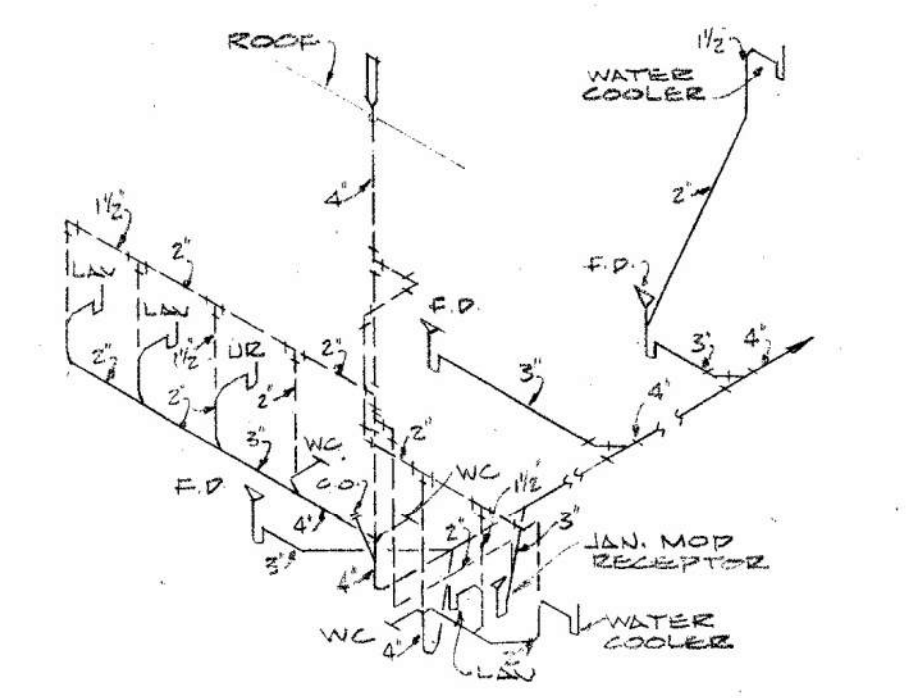 ROOF
1½"
WATER
COOLER
4"
2"
1½"
2"
F.D.
LAV
F.D.
LAV
3"
4"
1½"
UR
2"
2"
2"
2"
3"
4"
3"
2"
WC
WC
1½"
F.D.
C.O.
4"
2"
3"
JAN. MOP
RECEPTOR
3"
4"
WATER
COOLER
WC
4"
LAV